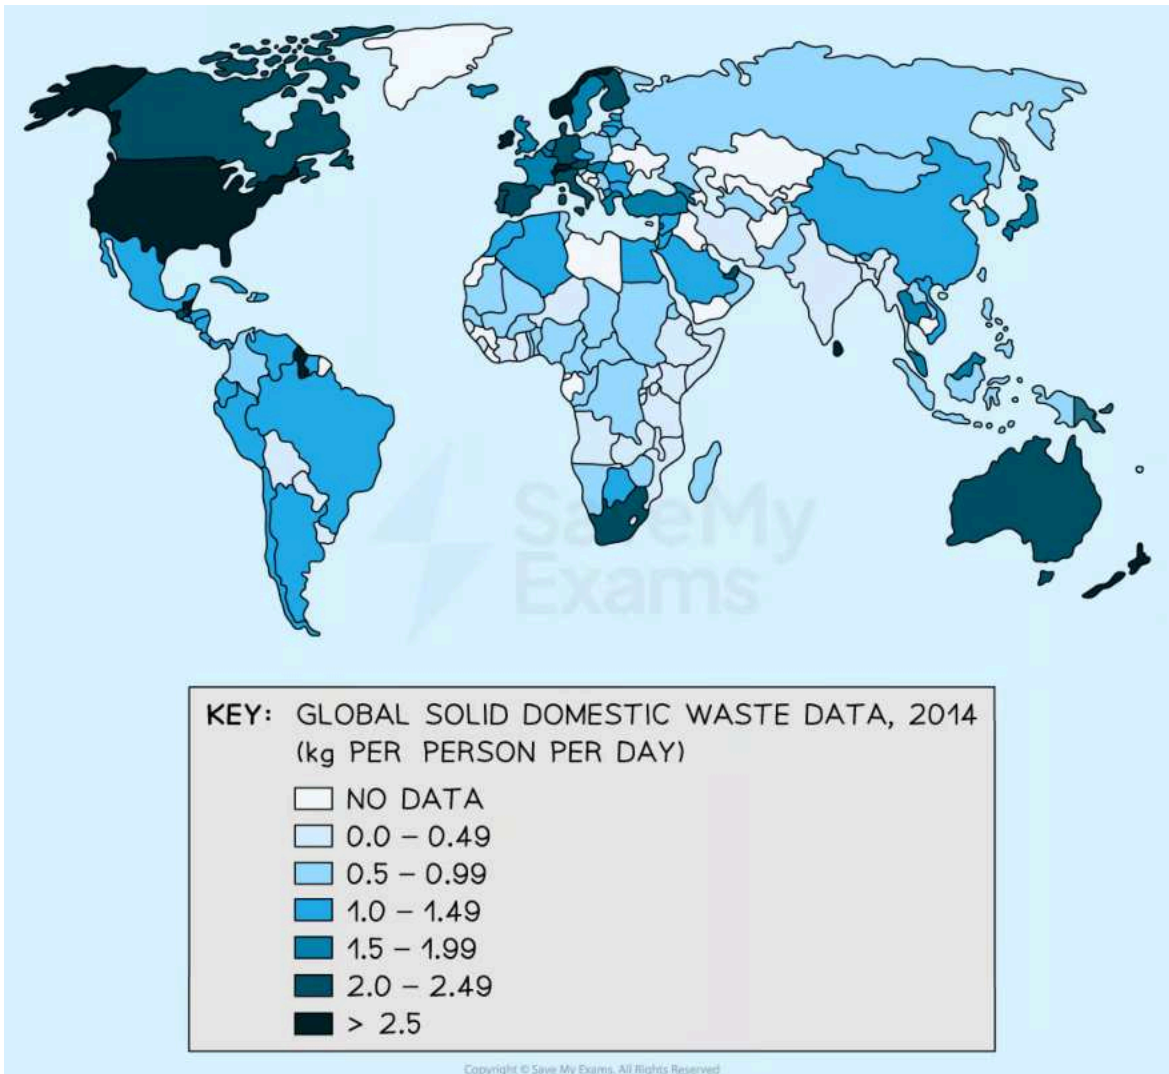 SaveMy
Exams
KEY: GLOBAL SOLID DOMESTIC WASTE DATA, 2014
(kg PER PERSON PER DAY)
NO DATA
0.0 – 0.49
0.5 – 0.99
1.0 – 1.49
1.5 – 1.99
2.0 – 2.49
> 2.5
Copyright © Save My Exams. All Rights Reserved